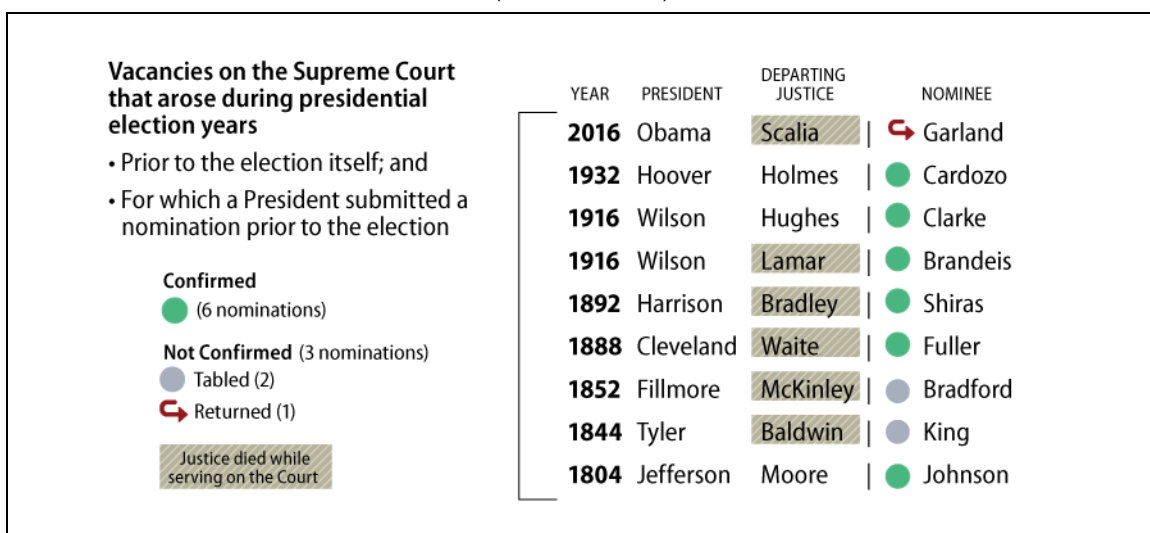 Vacancies on the Supreme Court
that arose during presidential
election years
• Prior to the election itself; and
• For which a President submitted a
nomination prior to the election
Confirmed
(6 nominations)
Not Confirmed (3 nominations)
Tabled (2)
Returned (1)
Justice died while
serving on the Court
YEAR PRESIDENT DEPARTING JUSTICE NOMINEE
2016 Obama Scalia Garland
1932 Hoover Holmes | Cardozo
1916 Wilson Hughes | Clarke
1916 Wilson Lamar | Brandeis
1892 Harrison Bradley | Shiras
1888 Cleveland Waite | Fuller
1852 Fillmore McKinley | Bradford
1844 Tyler Baldwin | King
1804 Jefferson Moore | Johnson